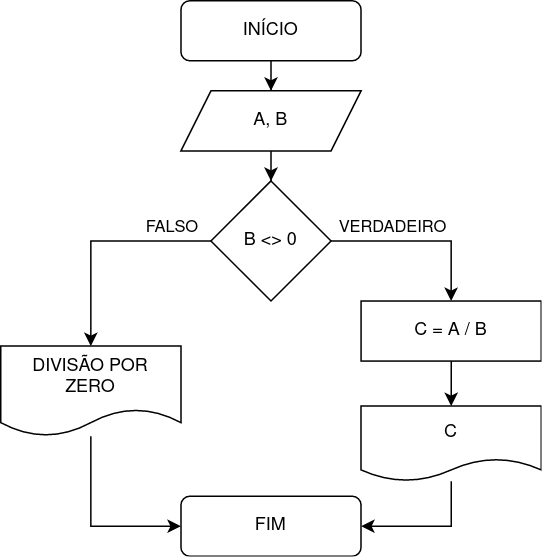 INÍCIO
A, B
FALSO
B <> 0
VERDADEIRO
C = A / B
DIVISÃO POR
ZERO
C
FIM